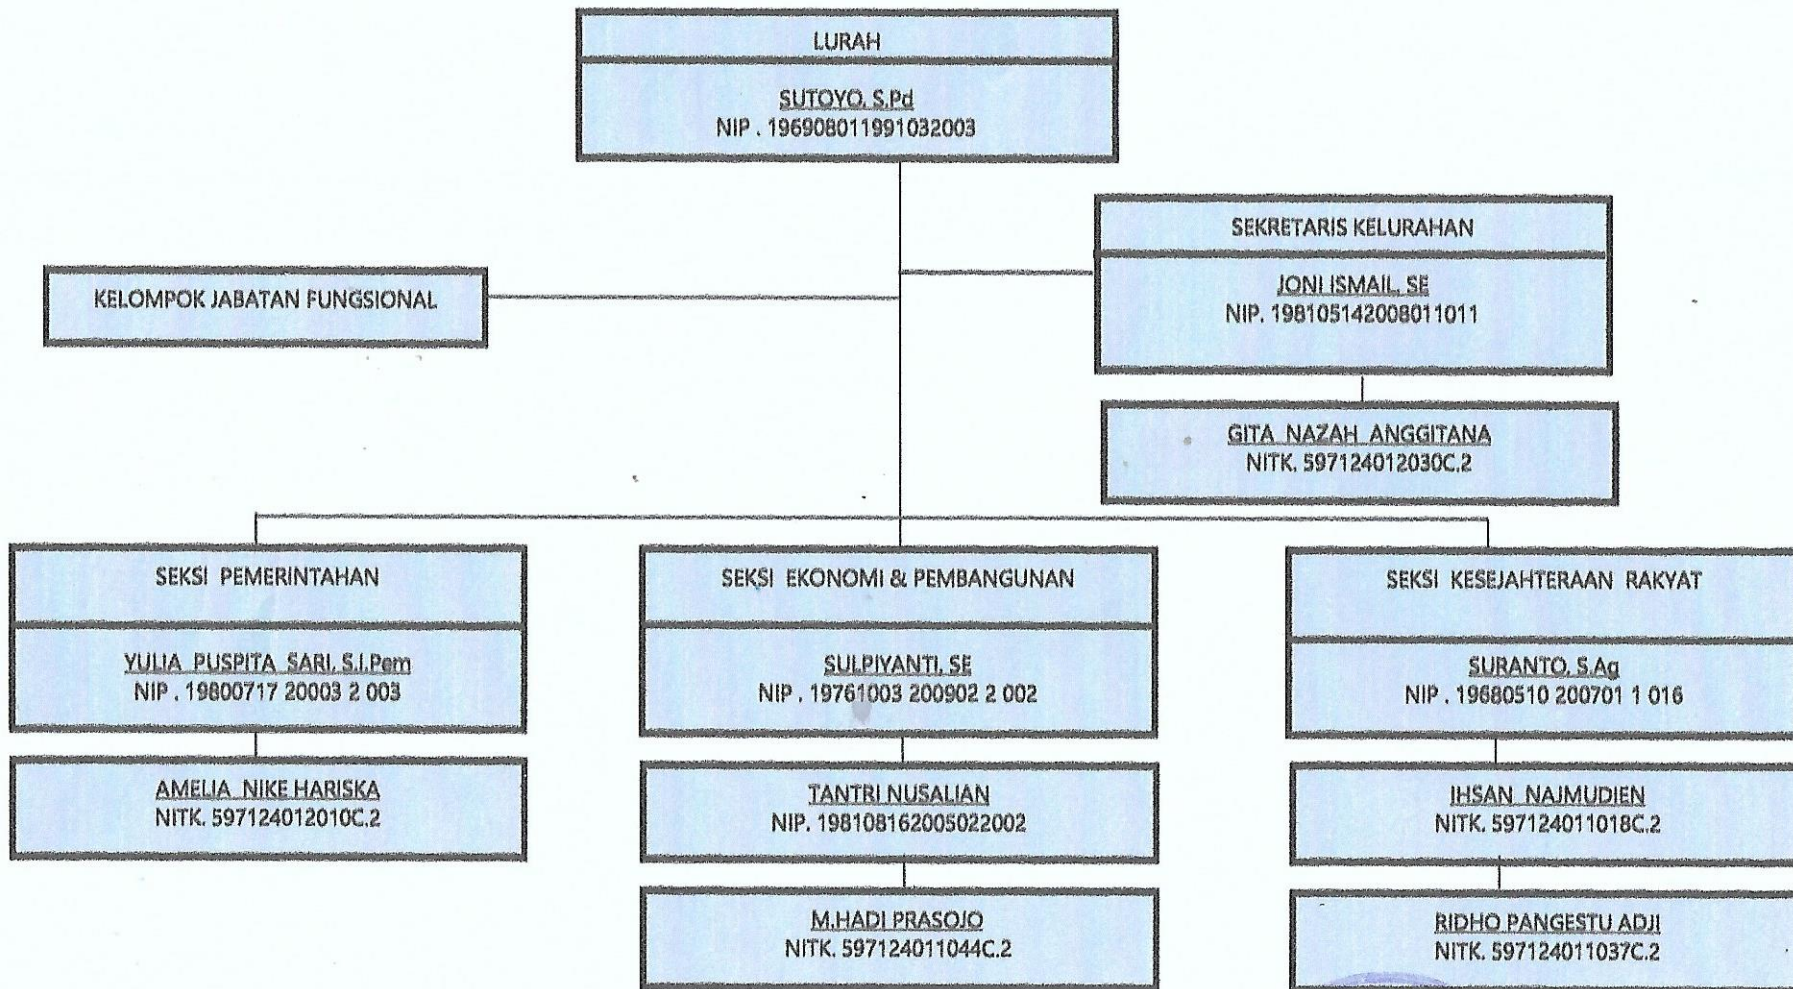 LURAH
SUTOYO, S.Pd
NIP . 196908011991032003
SEKRETARIS KELURAHAN
JONI ISMAIL, SE
NIP. 198105142008011011
KELOMPOK JABATAN FUNGSIONAL
GITA NAZAH ANGGITANA
NITK. 597124012030C.2
SEKSI PEMERINTAHAN
YULIA PUSPITA SARI, S.I.Pem
NIP . 19800717 20003 2 003
AMELIA NIKE HARISKA
NITK. 597124012010C.2
SEKSI EKONOMI & PEMBANGUNAN
SULPIYANTI, SE
NIP . 19761003 200902 2 002
TANTRI NUSALIAN
NIP. 198108162005022002
M.HADI PRASOJO
NITK. 597124011044C.2
SEKSI KESEJAHTERAAN RAKYAT
SURANTO, S.Ag
NIP . 19680510 200701 1 016
IHSAN NAJMUDIEN
NITK. 597124011018C.2
RIDHO PANGESTU ADJI
NITK. 597124011037C.2